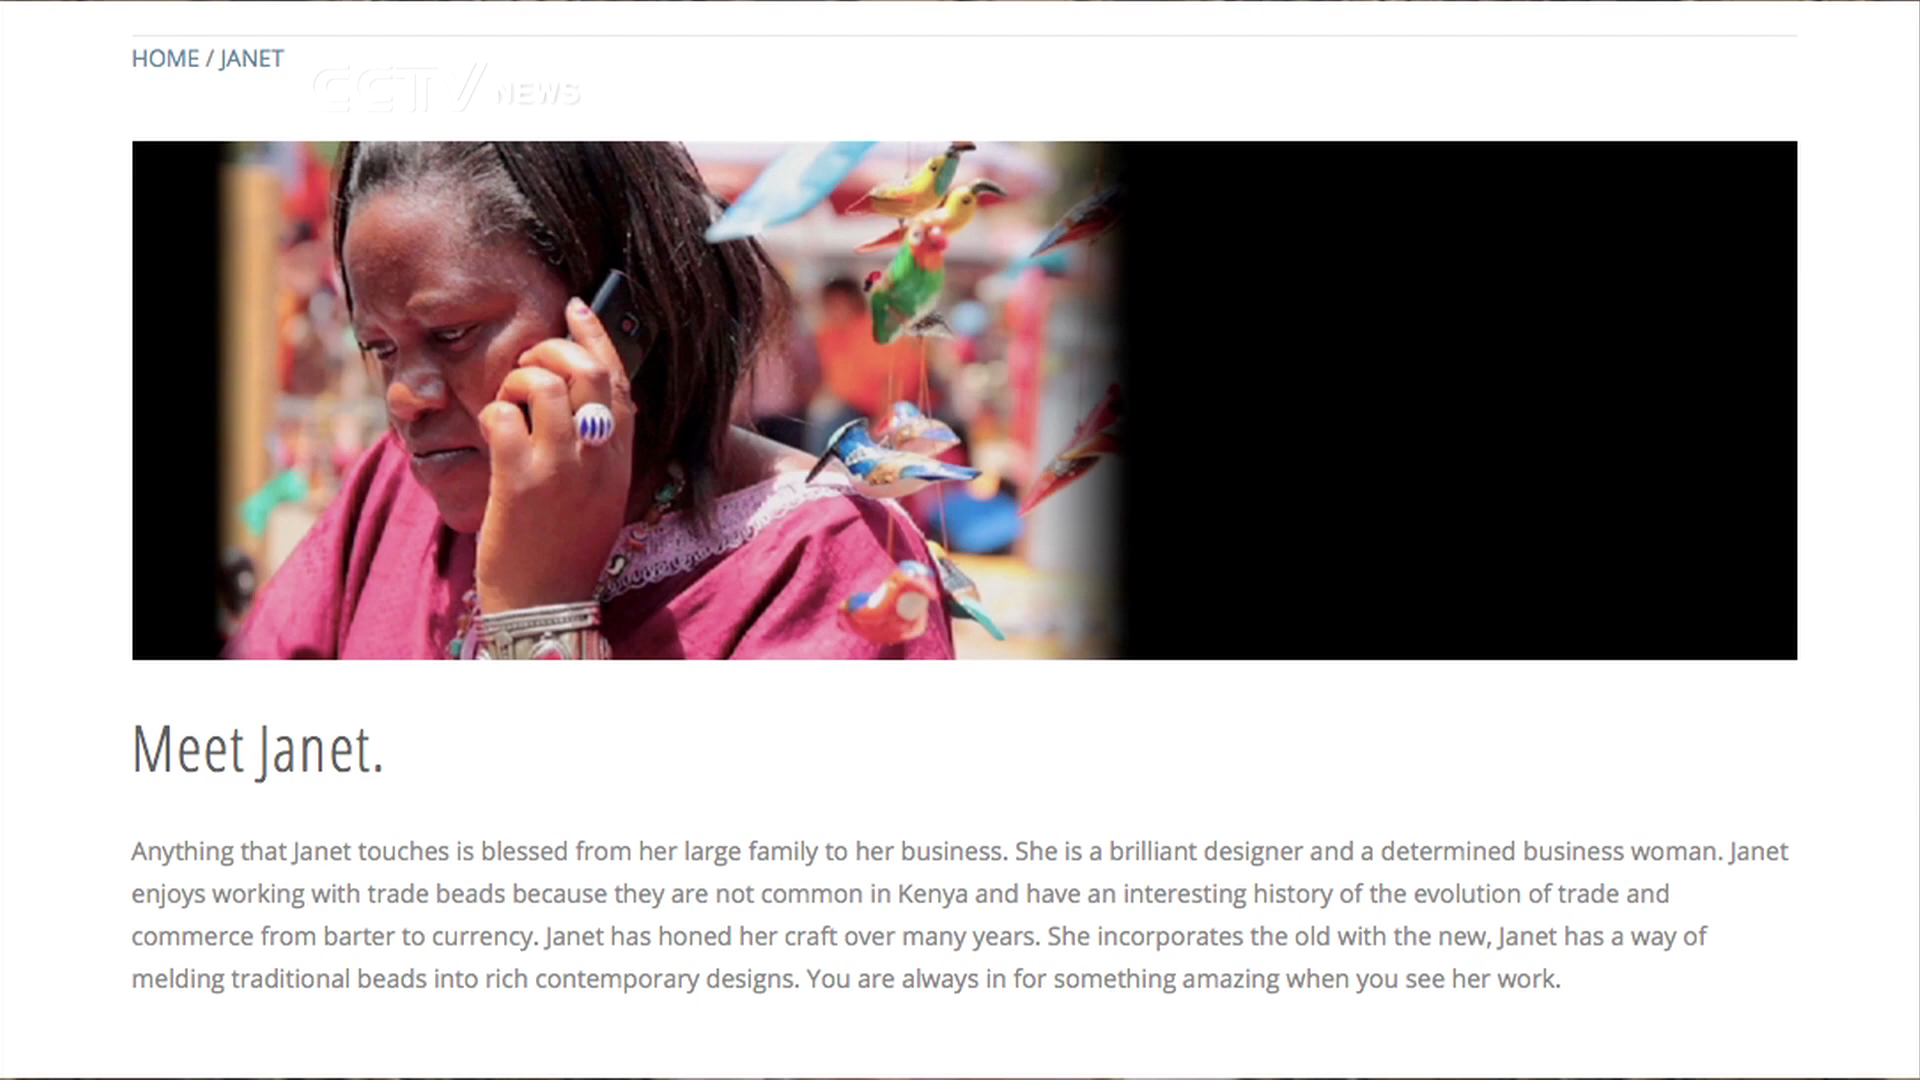 HOME / JANET
CCTV NEWS
Meet Janet.
Anything that Janet touches is blessed from her large family to her business. She is a brilliant designer and a determined business woman. Janet
enjoys working with trade beads because they are not common in Kenya and have an interesting history of the evolution of trade and
commerce from barter to currency. Janet has honed her craft over many years. She incorporates the old with the new, Janet has a way of
melding traditional beads into rich contemporary designs. You are always in for something amazing when you see her work.